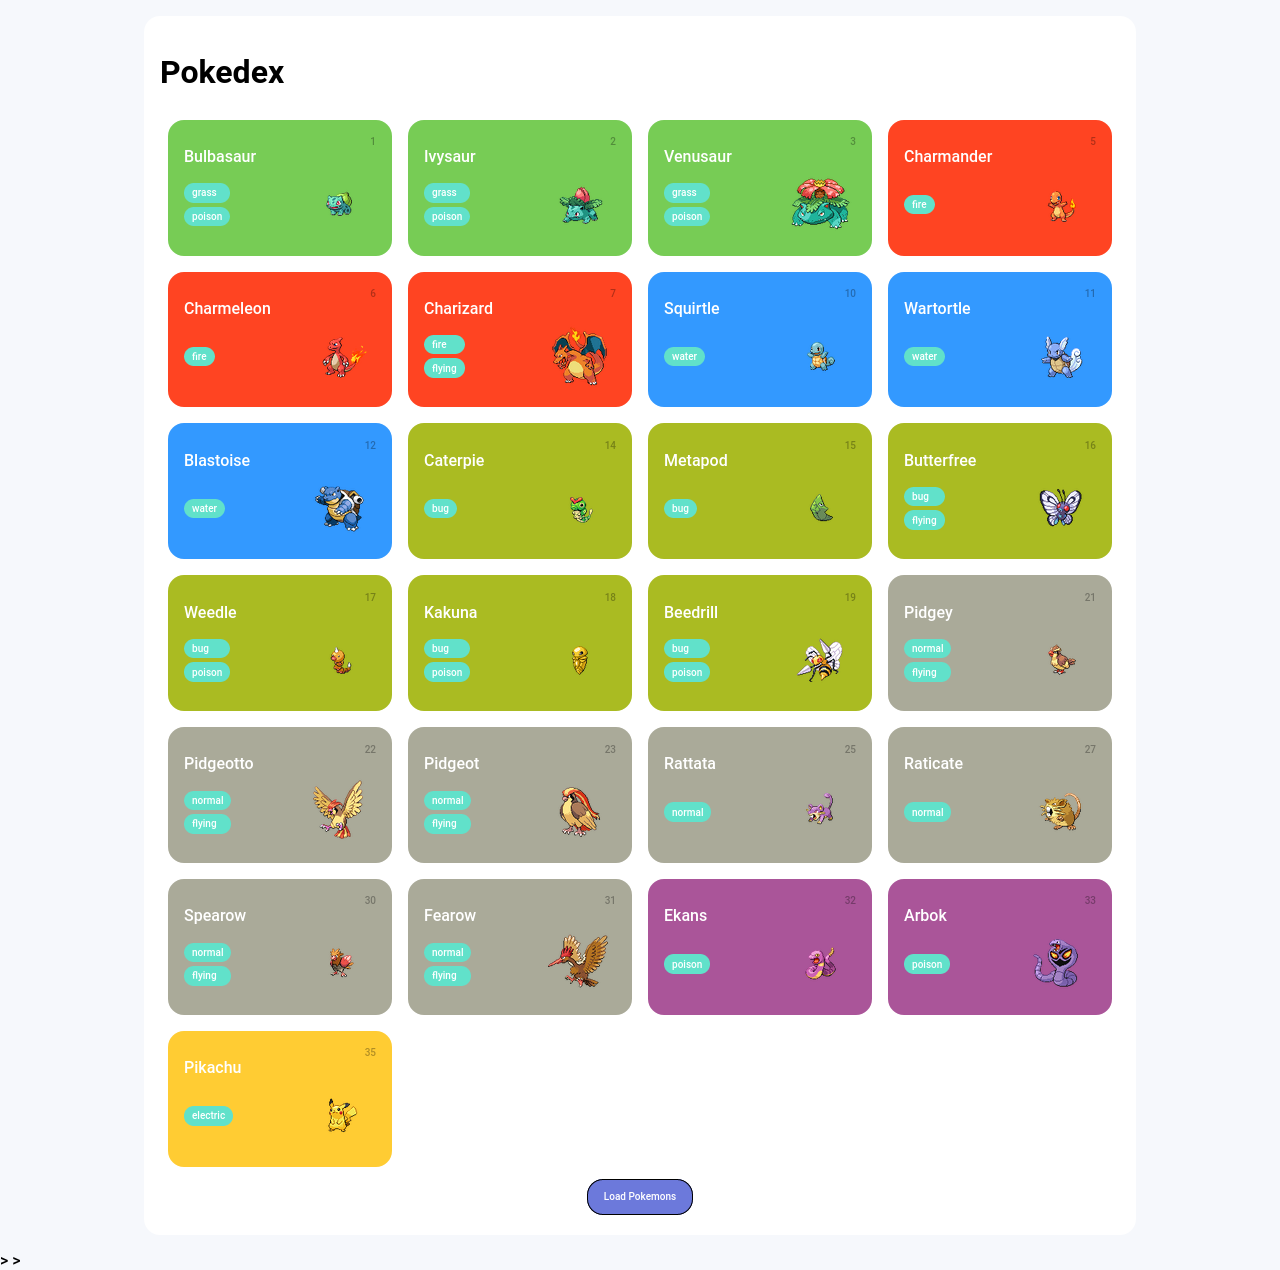 Pokedex
1
Bulbasaur
grass
poison
2
Ivysaur
grass
poison
3
Venusaur
grass
poison
5
Charmander
fire
6
Charmeleon
fire
7
Charizard
fire
flying
10
Squirtle
water
11
Wartortle
water
12
Blastoise
water
14
Caterpie
bug
15
Metapod
bug
16
Butterfree
bug
flying
17
Weedle
bug
poison
18
Kakuna
bug
poison
19
Beedrill
bug
poison
21
Pidgey
normal
flying
22
Pidgeotto
normal
flying
23
Pidgeot
normal
flying
25
Rattata
normal
27
Raticate
normal
30
Spearow
normal
flying
31
Fearow
normal
flying
32
Ekans
poison
33
Arbok
poison
35
Pikachu
electric
Load Pokemons
> >